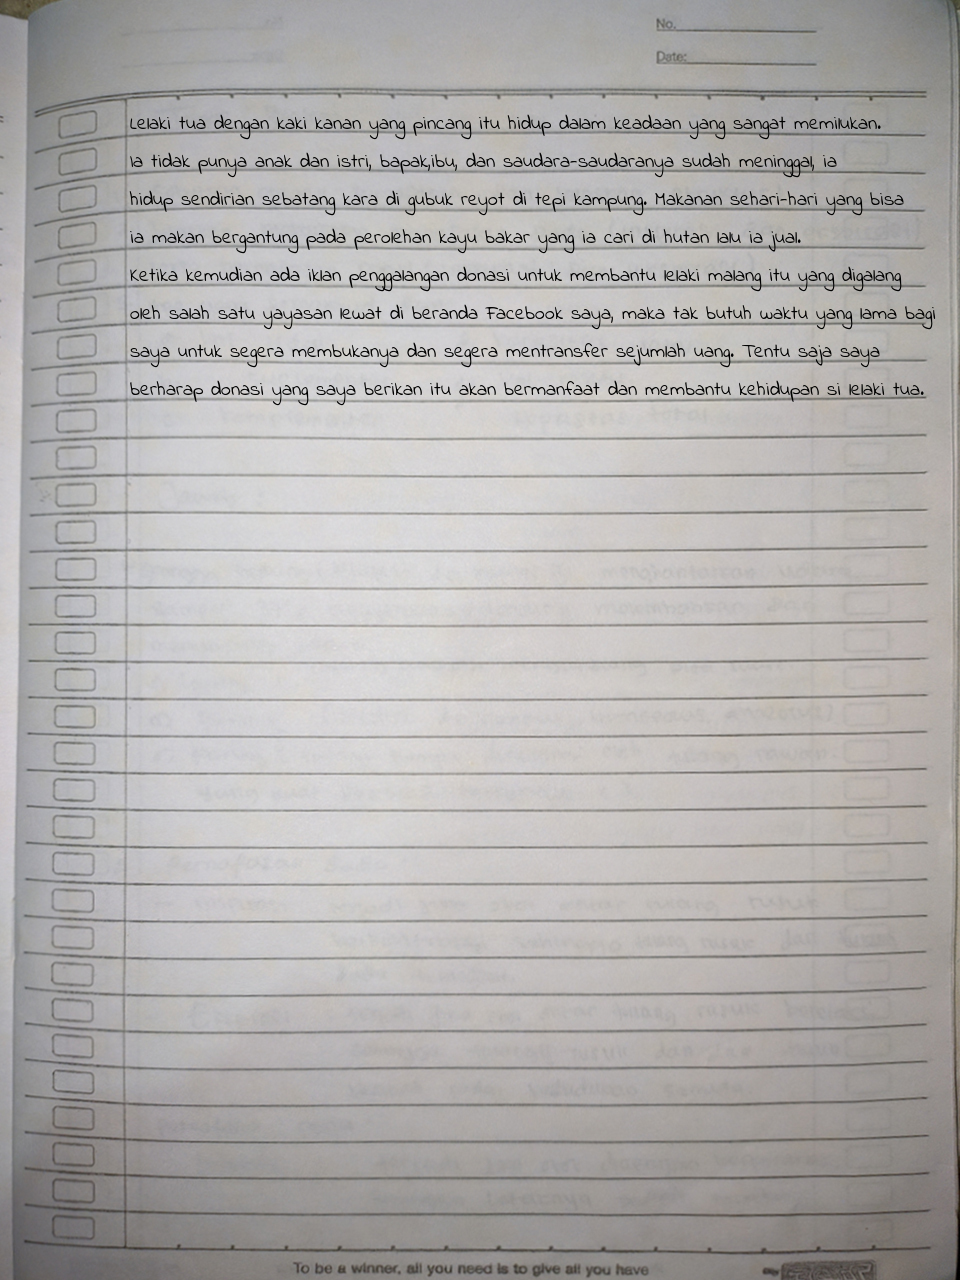 No.
Date:
Lelaki tua dengan kaki kanan yang pincang itu hidup dalam keadaan yang sangat memilukan.
Ia tidak punya anak dan istri, bapak,ibu, dan saudara-saudaranya sudah meninggal, ia
hidup sendirian sebatang kara di gubuk reyot di tepi kampung. Makanan sehari-hari yang bisa
ia makan bergantung pada perolehan kayu bakar yang ia cari di hutan lalu ia jual.
Ketika kemudian ada iklan penggalangan donasi untuk membantu lelaki malang itu yang digalang
oleh salah satu yayasan lewat di beranda Facebook saya, maka tak butuh waktu yang lama bagi
saya untuk segera membukanya dan segera mentransfer sejumlah uang. Tentu saja saya
berharap donasi yang saya berikan itu akan bermanfaat dan membantu kehidupan si lelaki tua.
To be a winner, all you need is to give all you have